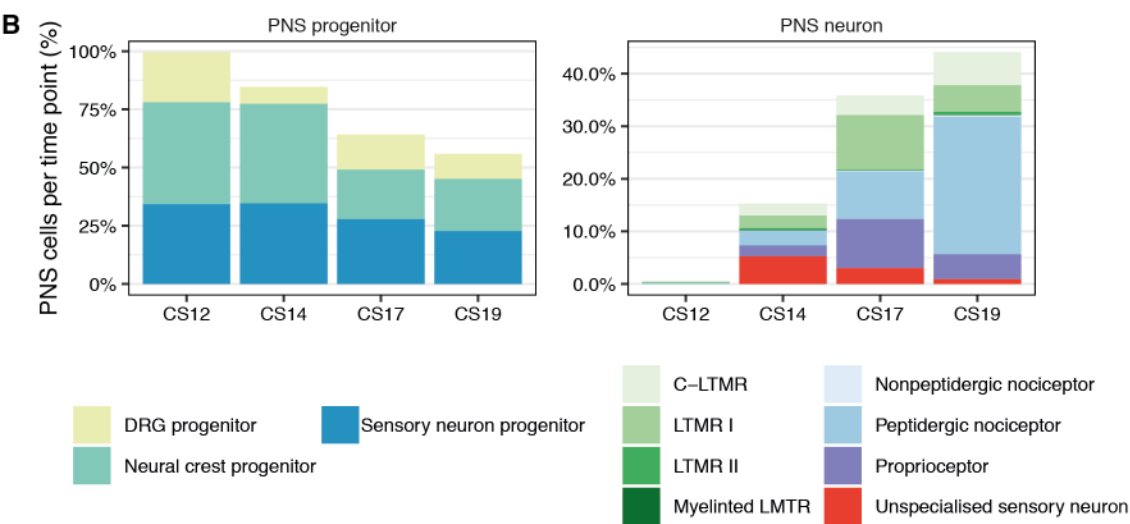 B
PNS progenitor
PNS neuron
PNS cells per time point (%)
100%
75%
50%
25%
0%
CS12 CS14 CS17 CS19
40.0%
30.0%
20.0%
10.0%
0.0%
CS12 CS14 CS17 CS19
DRG progenitor
Neural crest progenitor
Sensory neuron progenitor
C−LTMR
LTMR I
LTMR II
Myelinted LMTR
Nonpeptidergic nociceptor
Peptidergic nociceptor
Proprioceptor
Unspecialised sensory neuron